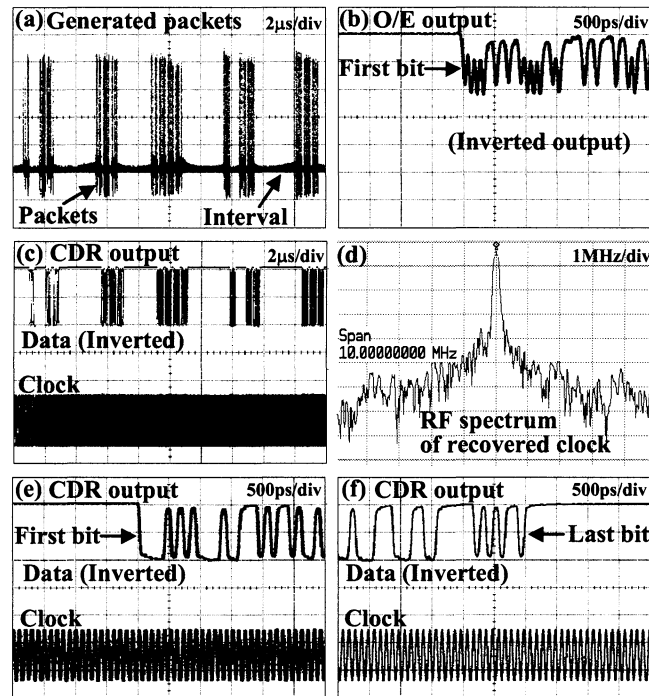 (a) Generated packets 2μs/div
Packets
Interval
(b) O/E output 500ps/div
First bit
(Inverted output)
(c) CDR output 2μs/div
Data (Inverted)
Clock
(d) 1MHz/div
Span
10.00000000 MHz
RF spectrum
of recovered clock
(e) CDR output 500ps/div
First bit
Data (Inverted)
Clock
(f) CDR output 500ps/div
Last bit
Data (Inverted)
Clock